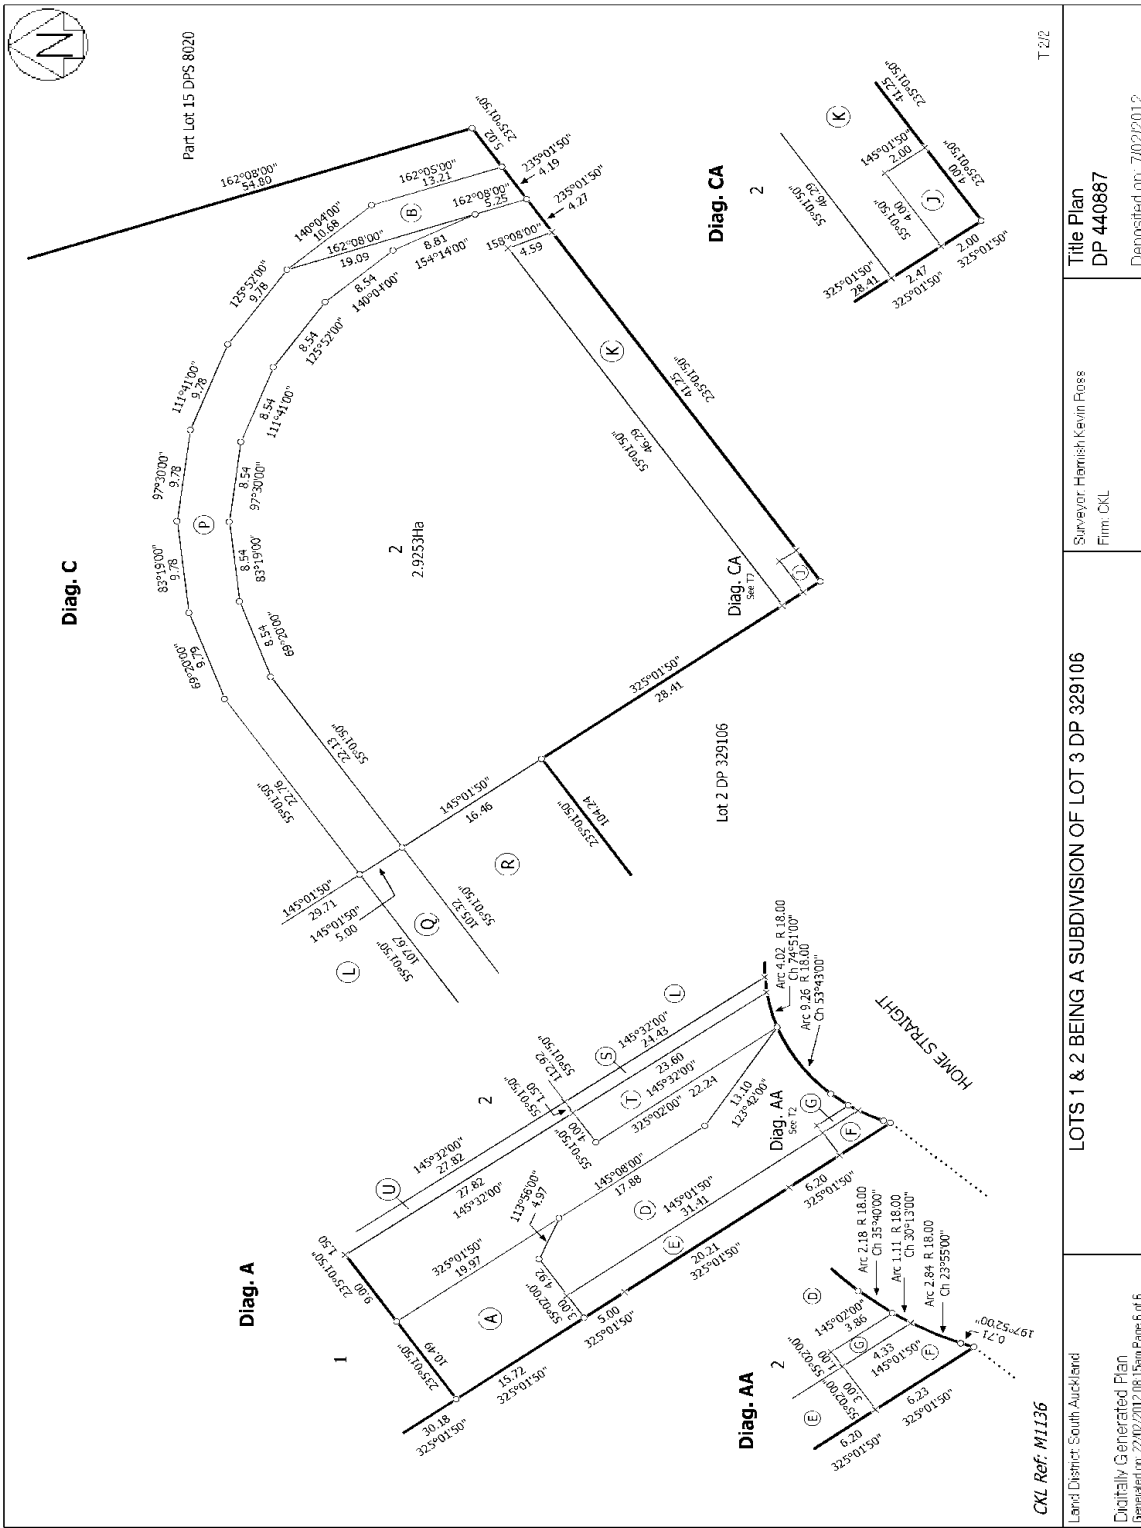 N
T 2/2
Diag. C
Part Lot 15 DPS 8020
162°08'00"
54.80
235°01'50"
5.02
162°05'00"
13.21
B
140°04'00"
10.68
162°08'00"
19.09
162°08'00"
5.25
235°01'50"
4.19
235°01'50"
4.27
158°08'00"
4.59
8.81
154°14'00"
8.54
140°04'00"
8.54
125°52'00"
8.54
111°41'00"
8.54
97°30'00"
8.54
83°19'00"
8.54
69°20'00"
125°52'00"
9.78
111°41'00"
9.78
97°30'00"
9.78
83°19'00"
9.78
69°20'00"
9.79
P
55°01'50"
22.76
22.13
55°01'50"
2
2.9253Ha
K
55°01'50"
46.29
41.25
235°01'50"
J
Diag. CA
See T2
325°01'50"
28.41
Lot 2 DP 329106
145°01'50"
16.46
104.24
235°01'50"
R
Q
L
145°01'50"
29.71
145°01'50"
5.00
107.67
55°01'50"
105.32
55°01'50"
Diag. CA
2
K
55°01'50"
46.29
41.25
235°01'50"
145°01'50"
2.00
55°01'50"
4.00
J
4.00
235°01'50"
325°01'50"
28.41
2.47
325°01'50"
2.00
325°01'50"
Diag. A
1
2
U
145°32'00"
27.82
27.82
145°32'00"
235°01'50"
1.50
9.00
235°01'50"
10.49
A
325°01'50"
19.97
113°56'00"
4.97
4.92
55°02'00"
3.00
30.18
325°01'50"
15.72
325°01'50"
5.00
325°01'50"
20.21
325°01'50"
6.20
325°01'50"
145°08'00"
17.88
D
145°01'50"
31.41
E
55°01'50"
1.50
112.92
55°01'50"
4.00
55°01'50"
S
T
L
145°32'00"
24.43
23.60
145°32'00"
22.24
325°02'00"
13.10
123°42'00"
Diag. AA
See T2
G
F
Arc 4.02 R 18.00
Ch 74°51'00"
Arc 9.26 R 18.00
Ch 53°43'00"
HOME STRAIGHT
Diag. AA
2
D
E
G
F
145°02'00"
3.86
55°02'00"
1.00
55°02'00"
3.00
4.33
145°01'50"
6.20
325°01'50"
6.23
325°01'50"
Arc 2.18 R 18.00
Ch 35°40'00"
Arc 1.11 R 18.00
Ch 30°13'00"
Arc 2.84 R 18.00
Ch 23°55'00"
0.71
197°52'00"
CKL Ref: M1136
Land District: South Auckland
Digitally Generated Plan
Generated on: 22/02/2012 08:15am Page 6 of 6
LOTS 1 & 2 BEING A SUBDIVISION OF LOT 3 DP 329106
Surveyor: Hamish Kevin Ross
Firm: CKL
Title Plan
DP 440887
Deposited on: 7/02/2012